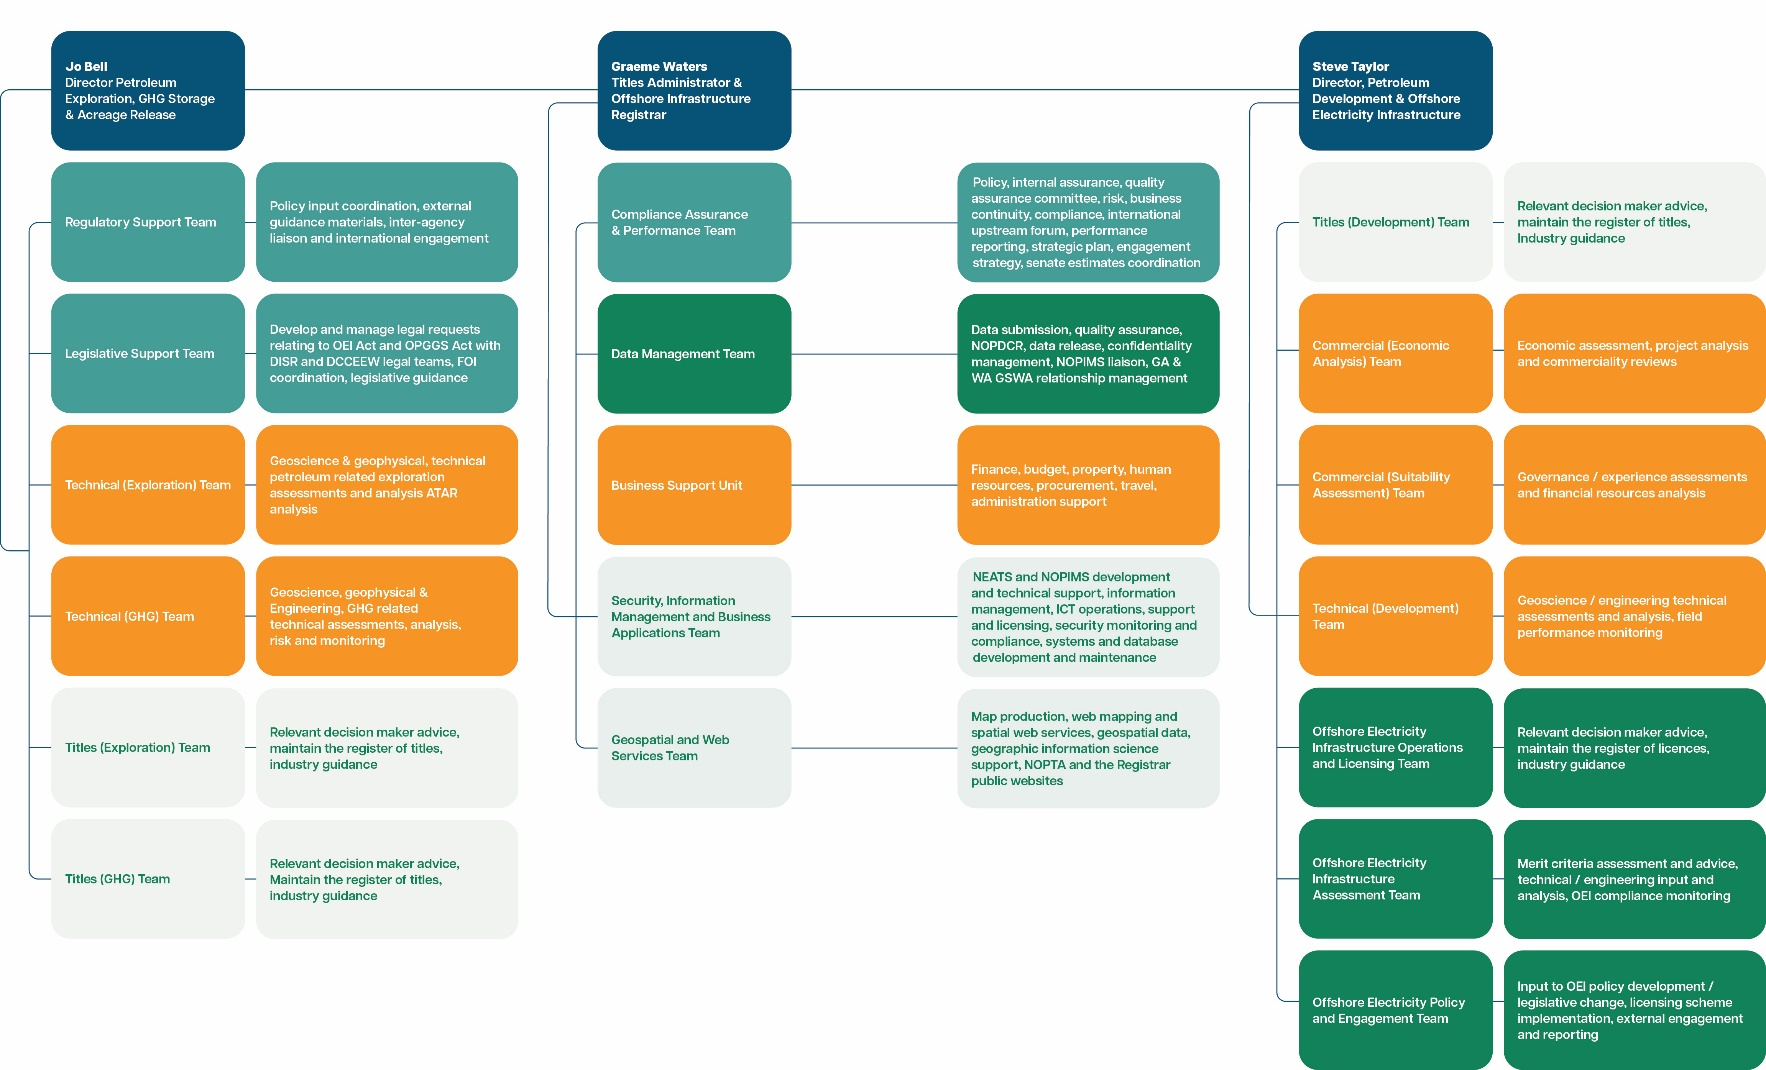 Jo Bell
Director Petroleum
Exploration, GHG Storage
& Acreage Release
Regulatory Support Team
Policy input coordination, external
guidance materials, inter-agency
liaison and international engagement
Legislative Support Team
Develop and manage legal requests
relating to OEI Act and OPGGS Act with
DISR and DCCEEW legal teams, FOI
coordination, legislative guidance
Technical (Exploration) Team
Geoscience & geophysical, technical
petroleum related exploration
assessments and analysis ATAR
analysis
Technical (GHG) Team
Geoscience, geophysical &
Engineering, GHG related
technical assessments, analysis,
risk and monitoring
Titles (Exploration) Team
Relevant decision maker advice,
maintain the register of titles,
industry guidance
Titles (GHG) Team
Relevant decision maker advice,
Maintain the register of titles,
industry guidance
Graeme Waters
Titles Administrator &
Offshore Infrastructure
Registrar
Compliance Assurance
& Performance Team
Policy, internal assurance, quality
assurance committee, risk, business
continuity, compliance, international
upstream forum, performance
reporting, strategic plan, engagement
strategy, senate estimates coordination
Data Management Team
Data submission, quality assurance,
NOPDCR, data release, confidentiality
management, NOPIMS liaison, GA &
WA GSWA relationship management
Business Support Unit
Finance, budget, property, human
resources, procurement, travel,
administration support
Security, Information
Management and Business
Applications Team
NEATS and NOPIMS development
and technical support, information
management, ICT operations, support
and licensing, security monitoring and
compliance, systems and database
development and maintenance
Geospatial and Web
Services Team
Map production, web mapping and
spatial web services, geospatial data,
geographic information science
support, NOPTA and the Registrar
public websites
Steve Taylor
Director, Petroleum
Development & Offshore
Electricity Infrastructure
Titles (Development) Team
Relevant decision maker advice,
maintain the register of titles,
Industry guidance
Commercial (Economic
Analysis) Team
Economic assessment, project analysis
and commerciality reviews
Commercial (Suitability
Assessment) Team
Governance / experience assessments
and financial resources analysis
Technical (Development)
Team
Geoscience / engineering technical
assessments and analysis, field
performance monitoring
Offshore Electricity
Infrastructure Operations
and Licensing Team
Relevant decision maker advice,
maintain the register of licences,
industry guidance
Offshore Electricity
Infrastructure
Assessment Team
Merit criteria assessment and advice,
technical / engineering input and
analysis, OEI compliance monitoring
Offshore Electricity Policy
and Engagement Team
Input to OEI policy development /
legislative change, licensing scheme
implementation, external engagement
and reporting